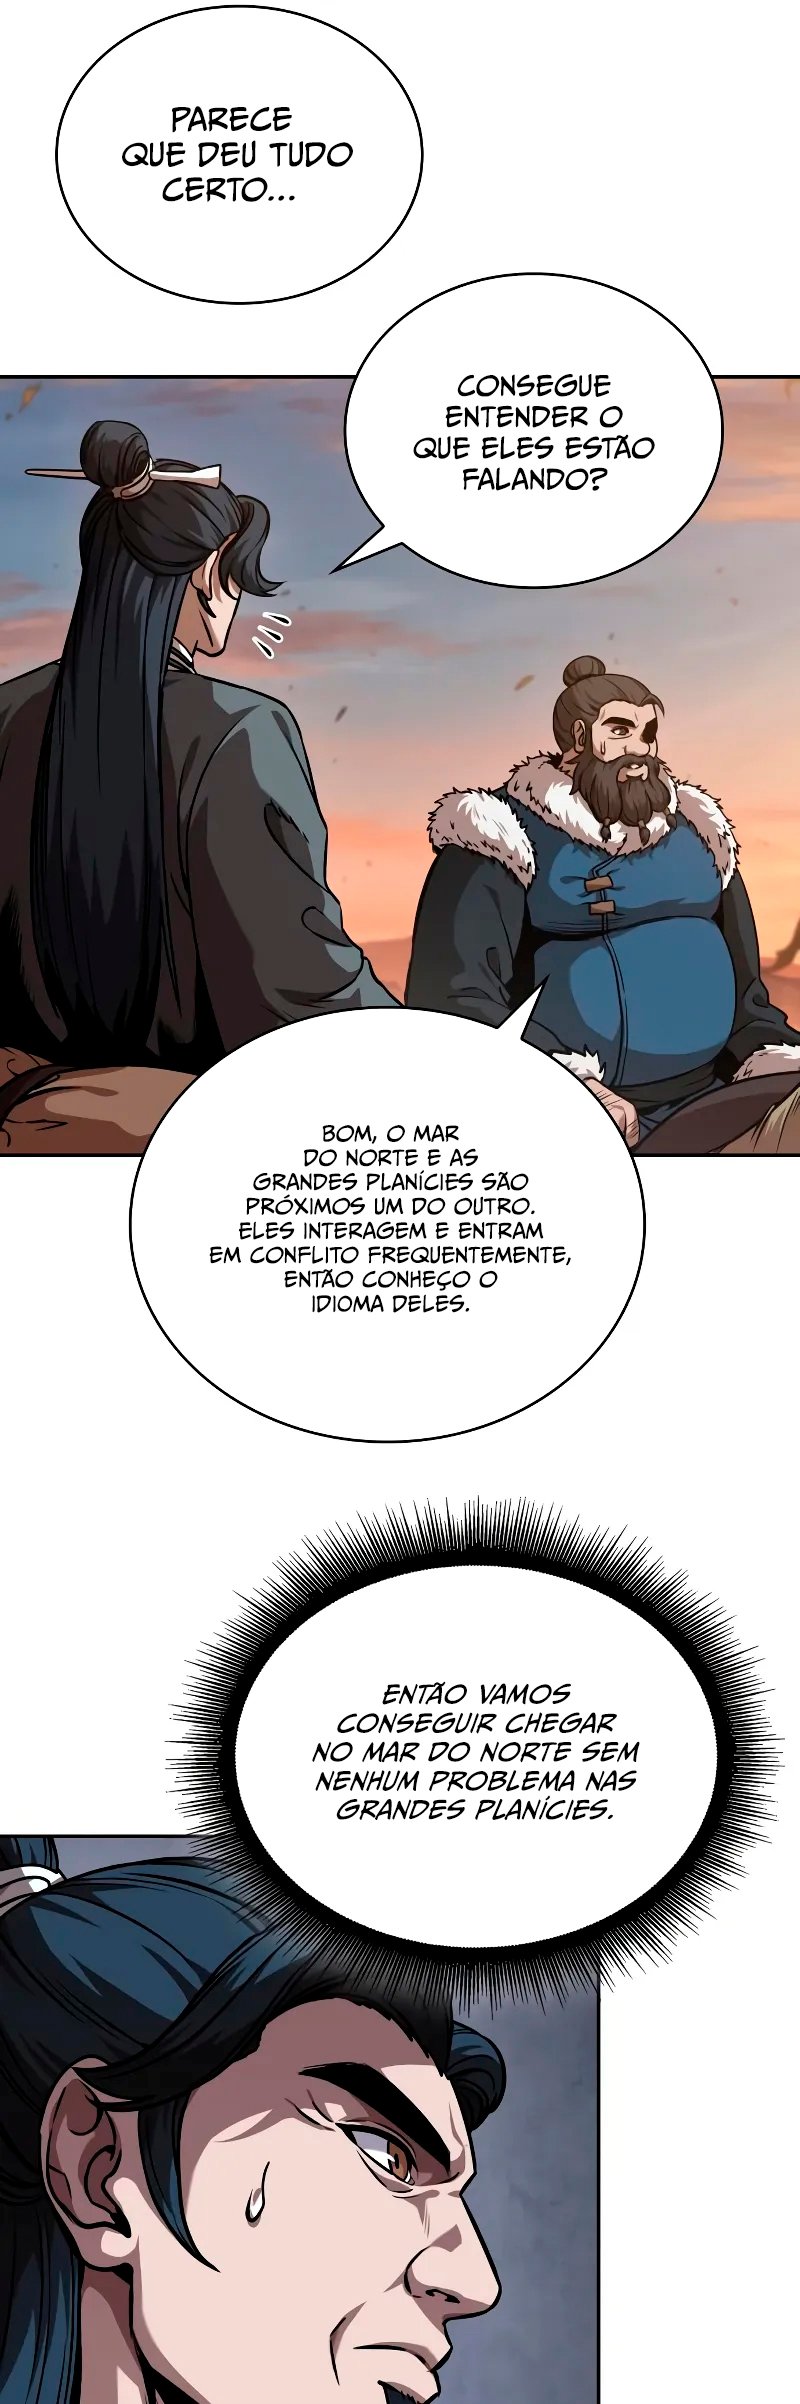 PARECE
QUE DEU TUDO
CERTO...
CONSEGUE
ENTENDER O
QUE ELES ESTÃO
FALANDO?
BOM, O MAR
DO NORTE E AS
GRANDES PLANÍCIES SÃO
PRÓXIMOS UM DO OUTRO.
ELES INTERAGEM E ENTRAM
EM CONFLITO FREQUENTEMENTE,
ENTÃO CONHEÇO O
IDIOMA DELES.
ENTÃO VAMOS
CONSEGUIR CHEGAR
NO MAR DO NORTE SEM
NENHUM PROBLEMA NAS
GRANDES PLANÍCIES.